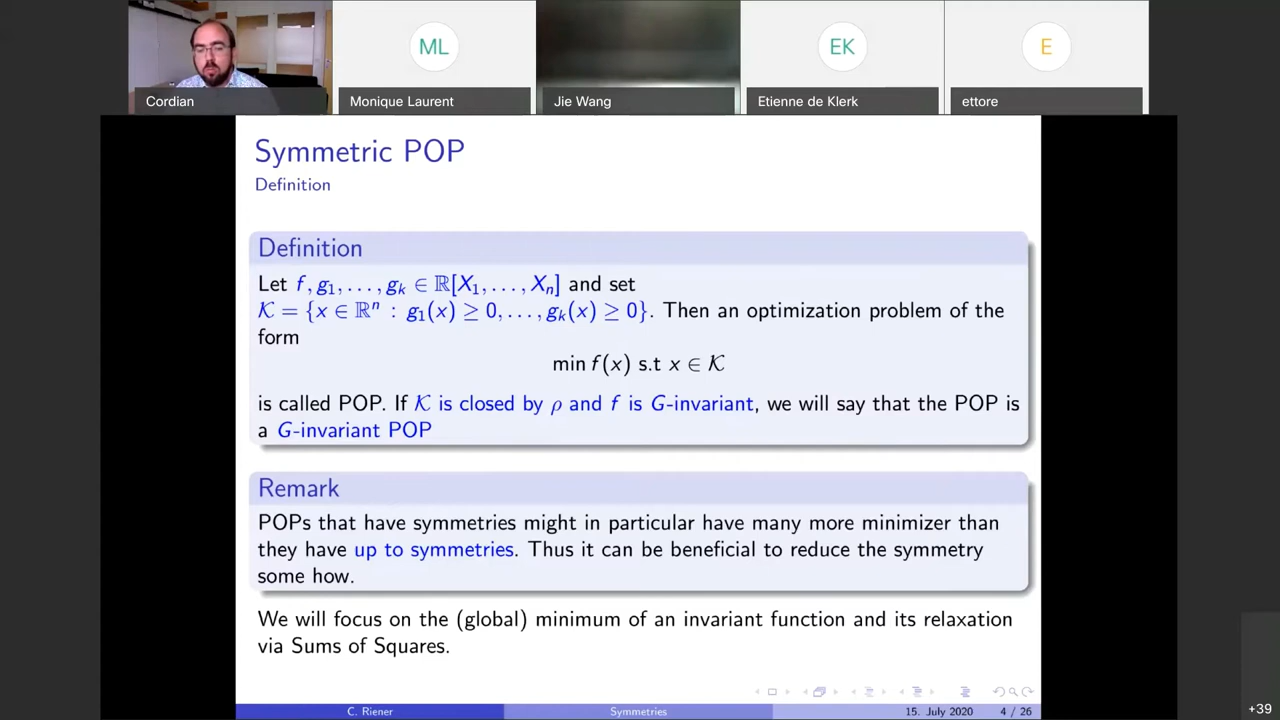 ML
EK
E
Cordian
Monique Laurent
Jie Wang
Etienne de Klerk
ettore
Symmetric POP
Definition
Definition
Let f, g₁, . . . , gₖ ∈ ℝ[X₁, . . . , Xₙ] and set
𝒦 = {x ∈ ℝⁿ : g₁(x) ≥ 0, . . . , gₖ(x) ≥ 0}. Then an optimization problem of the
form
min f(x) s.t x ∈ 𝒦
is called POP. If 𝒦 is closed by ρ and f is G-invariant, we will say that the POP is
a G-invariant POP
Remark
POPs that have symmetries might in particular have many more minimizer than
they have up to symmetries. Thus it can be beneficial to reduce the symmetry
some how.
We will focus on the (global) minimum of an invariant function and its relaxation
via Sums of Squares.
C. Riener
Symmetries
15. July 2020
4 / 26
+39